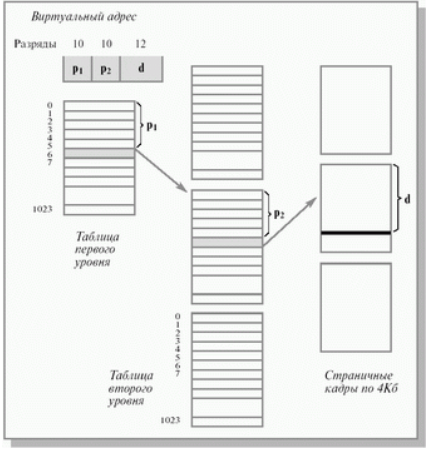 Виртуальный адрес
Разряды 10 10 12
p1 p2 d
0
1
2
3
4
5
6
7
1023
p1
Таблица
первого
уровня
p2
d
0
1
2
3
4
5
6
7
1023
Таблица
второго
уровня
Страничные
кадры по 4Кб